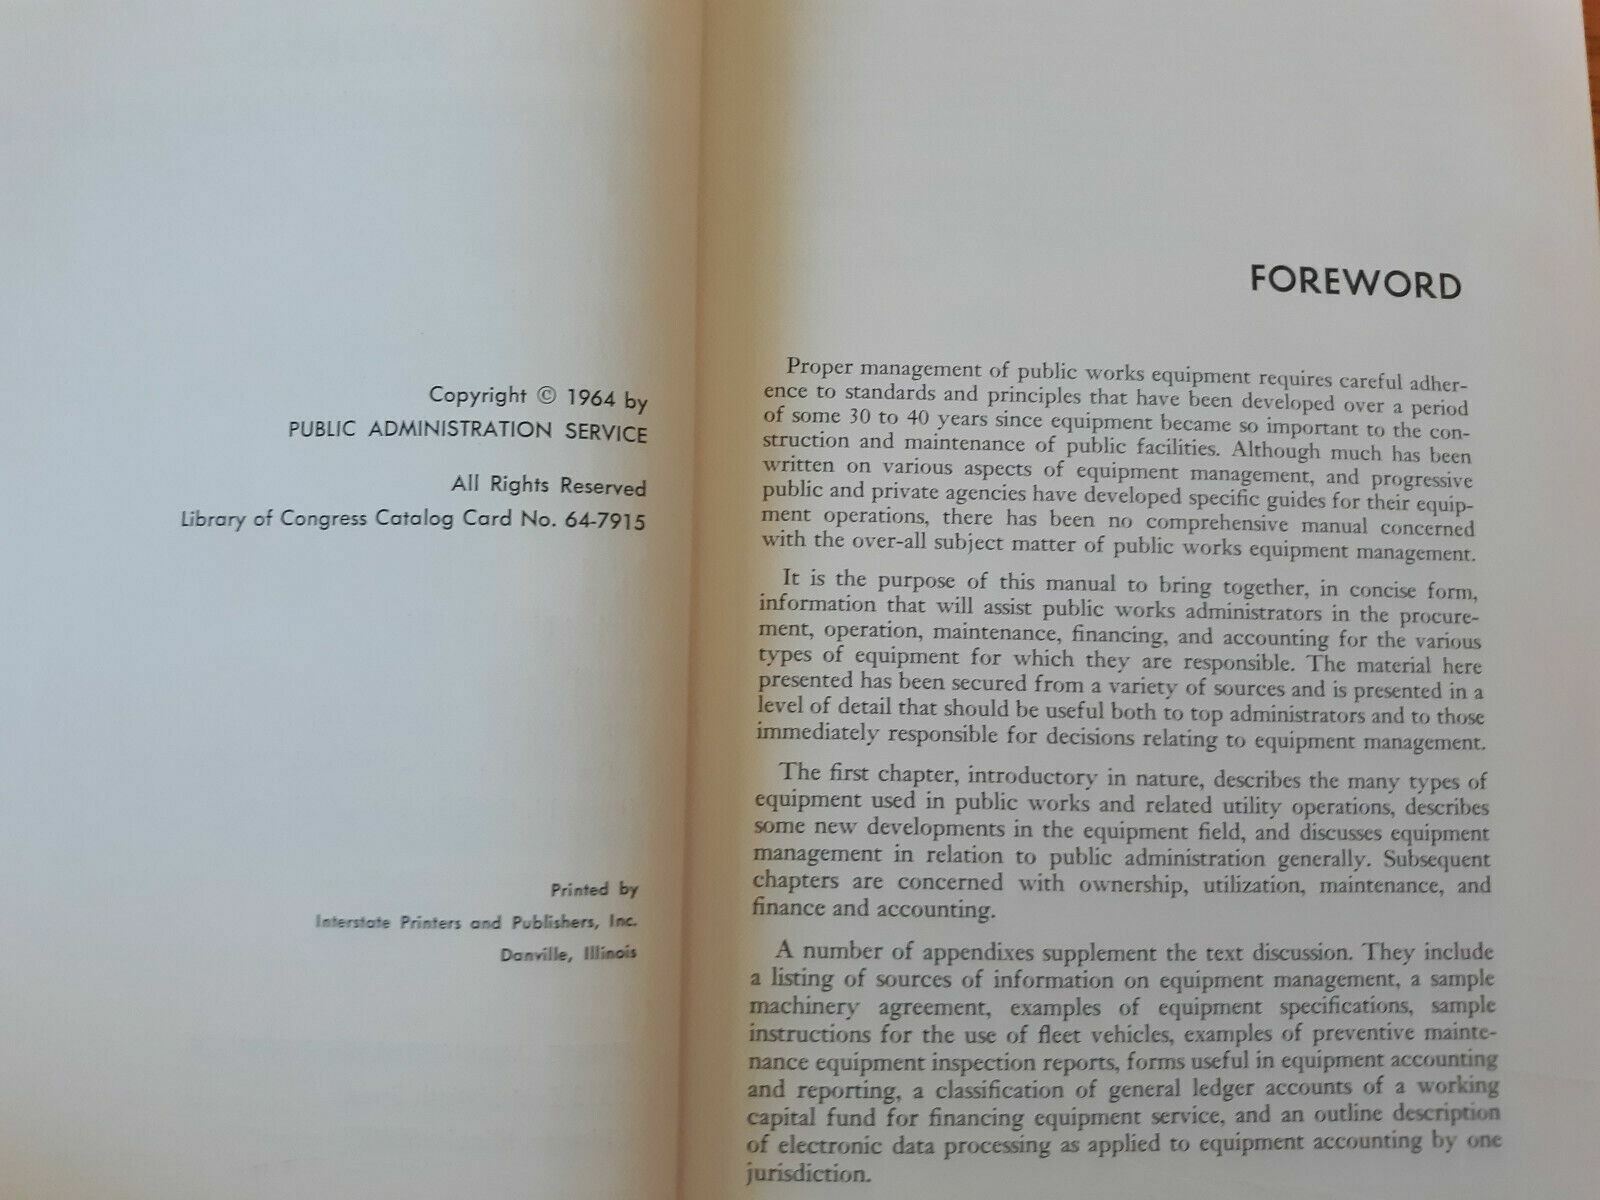 Copyright © 1964 by
PUBLIC ADMINISTRATION SERVICE
All Rights Reserved
Library of Congress Catalog Card No. 64-7915
Printed by
Interstate Printers and Publishers, Inc.
Danville, Illinois
FOREWORD
Proper management of public works equipment requires careful adher-
ence to standards and principles that have been developed over a period
of some 30 to 40 years since equipment became so important to the con-
struction and maintenance of public facilities. Although much has been
written on various aspects of equipment management, and progressive
public and private agencies have developed specific guides for their equip-
ment operations, there has been no comprehensive manual concerned
with the over-all subject matter of public works equipment management.
It is the purpose of this manual to bring together, in concise form,
information that will assist public works administrators in the procure-
ment, operation, maintenance, financing, and accounting for the various
types of equipment for which they are responsible. The material here
presented has been secured from a variety of sources and is presented in a
level of detail that should be useful both to top administrators and to those
immediately responsible for decisions relating to equipment management.
The first chapter, introductory in nature, describes the many types of
equipment used in public works and related utility operations, describes
some new developments in the equipment field, and discusses equipment
management in relation to public administration generally. Subsequent
chapters are concerned with ownership, utilization, maintenance, and
finance and accounting.
A number of appendixes supplement the text discussion. They include
a listing of sources of information on equipment management, a sample
machinery agreement, examples of equipment specifications, sample
instructions for the use of fleet vehicles, examples of preventive mainte-
nance equipment inspection reports, forms useful in equipment accounting
and reporting, a classification of general ledger accounts of a working
capital fund for financing equipment service, and an outline description
of electronic data processing as applied to equipment accounting by one
jurisdiction.